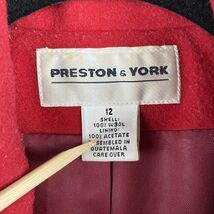 PRESTON & YORK
12
SHELL:
100% WOOL
LINING:
100% ACETATE
SEMBLED IN
GUATEMALA
CARE OVER